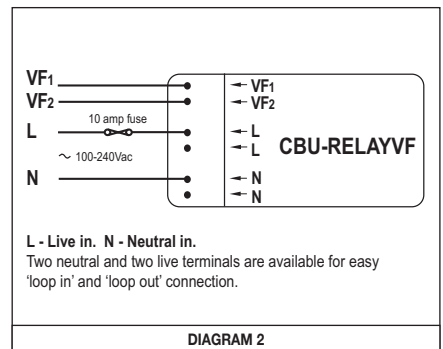 VF1
VF2
10 amp fuse
L
~ 100-240Vac
N
VF1
VF2
L
L
N
N
CBU-RELAYVF
L - Live in. N - Neutral in.
Two neutral and two live terminals are available for easy
‘loop in’ and ‘loop out’ connection.
DIAGRAM 2